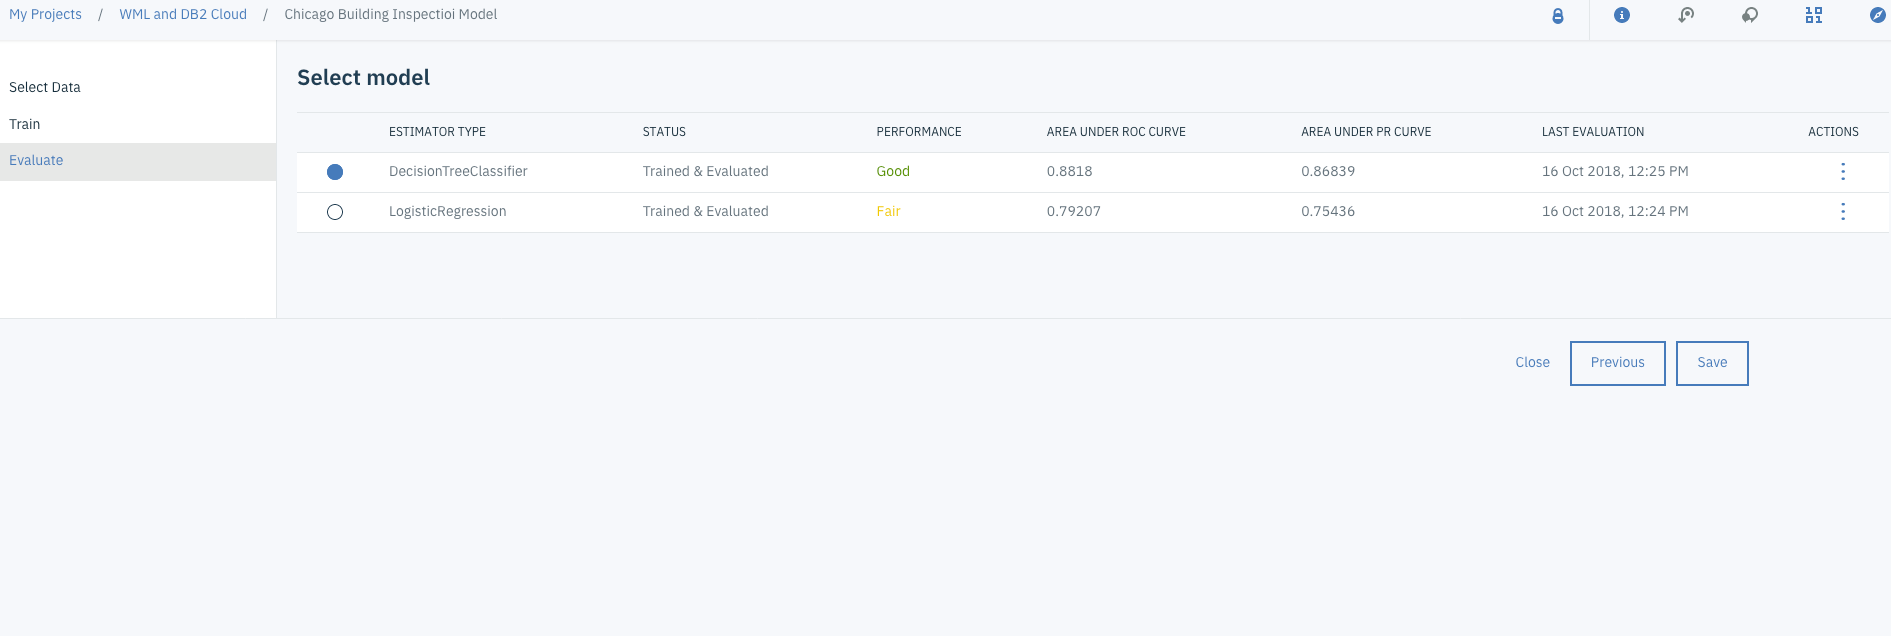 My Projects / WML and DB2 Cloud / Chicago Building Inspectioi Model
Select Data
Train
Evaluate
Select model
ESTIMATOR TYPE STATUS PERFORMANCE AREA UNDER ROC CURVE AREA UNDER PR CURVE LAST EVALUATION ACTIONS
DecisionTreeClassifier Trained & Evaluated Good 0.8818 0.86839 16 Oct 2018, 12:25 PM
LogisticRegression Trained & Evaluated Fair 0.79207 0.75436 16 Oct 2018, 12:24 PM
Close Previous Save